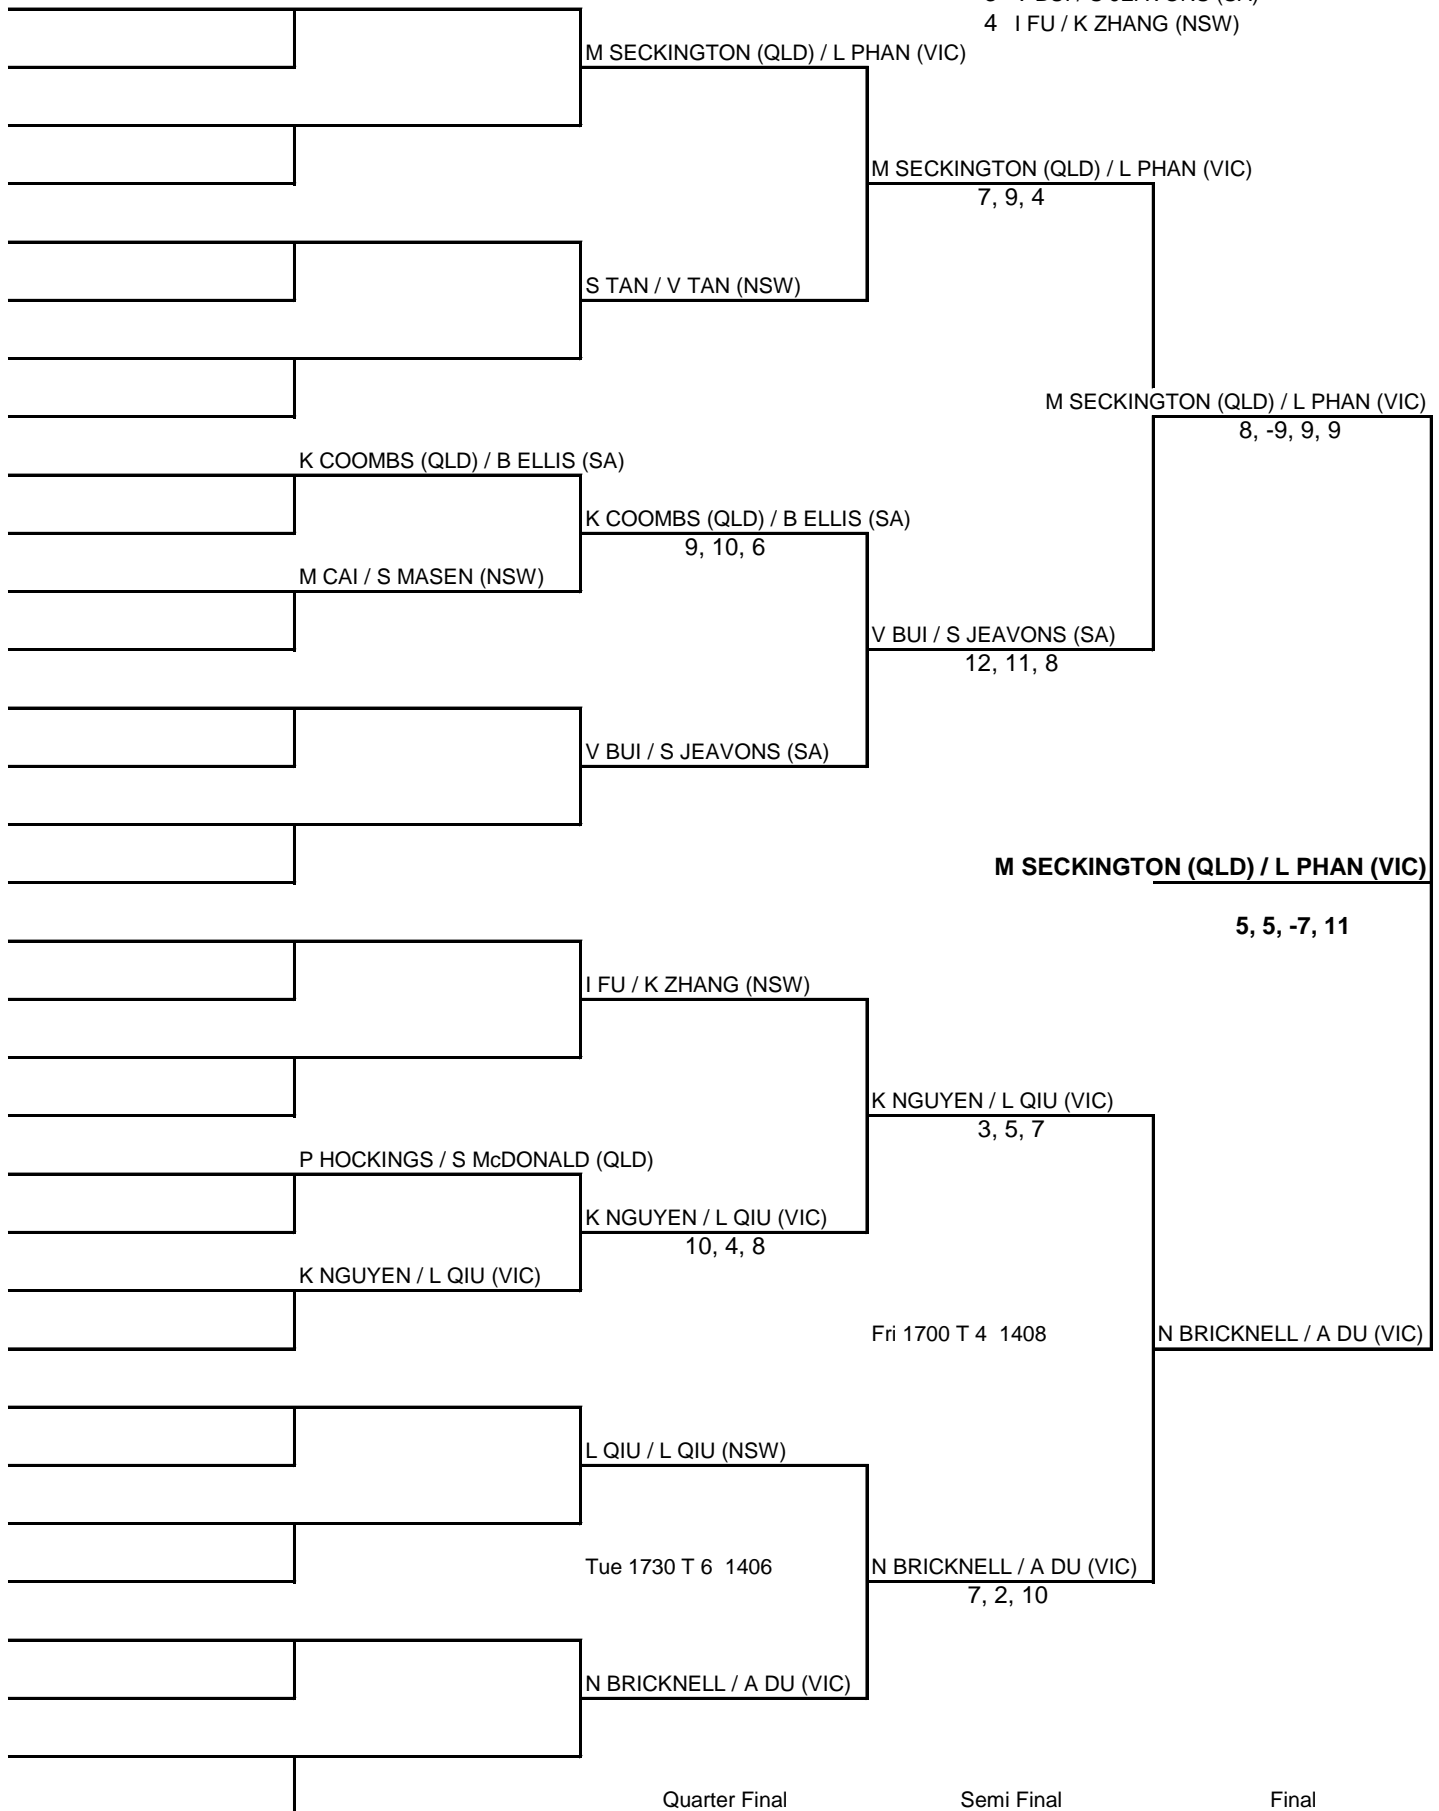 4 I FU / K ZHANG (NSW)
M SECKINGTON (QLD) / L PHAN (VIC)
M SECKINGTON (QLD) / L PHAN (VIC)
7, 9, 4
S TAN / V TAN (NSW)
M SECKINGTON (QLD) / L PHAN (VIC)
8, -9, 9, 9
K COOMBS (QLD) / B ELLIS (SA)
K COOMBS (QLD) / B ELLIS (SA)
9, 10, 6
M CAI / S MASEN (NSW)
V BUI / S JEAVONS (SA)
12, 11, 8
V BUI / S JEAVONS (SA)
M SECKINGTON (QLD) / L PHAN (VIC)
5, 5, -7, 11
I FU / K ZHANG (NSW)
K NGUYEN / L QIU (VIC)
3, 5, 7
P HOCKINGS / S McDONALD (QLD)
K NGUYEN / L QIU (VIC)
10, 4, 8
K NGUYEN / L QIU (VIC)
Fri 1700 T 4 1408
N BRICKNELL / A DU (VIC)
L QIU / L QIU (NSW)
Tue 1730 T 6 1406
N BRICKNELL / A DU (VIC)
7, 2, 10
N BRICKNELL / A DU (VIC)
Quarter Final Semi Final Final